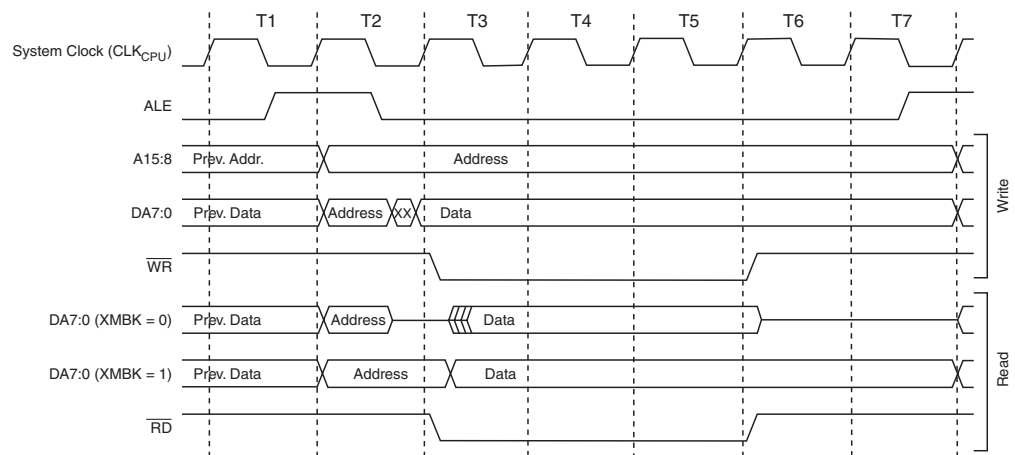 T1 T2 T3 T4 T5 T6 T7
System Clock (CLKCPU)
ALE
A15:8 Prev. Addr. Address
DA7:0 Prev. Data Address XX Data
WR
Write
DA7:0 (XMBK = 0) Prev. Data Address Data
DA7:0 (XMBK = 1) Prev. Data Address Data
RD
Read